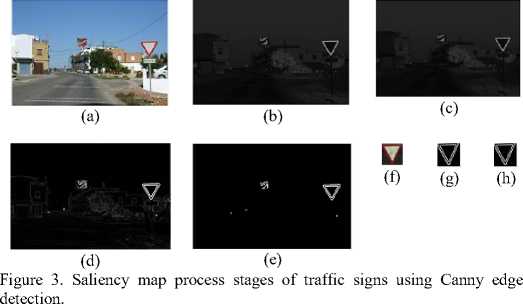 (a)
(b)
(c)
(d)
(e)
(f)
(g)
(h)
Figure 3. Saliency map process stages of traffic signs using Canny edge
detection.